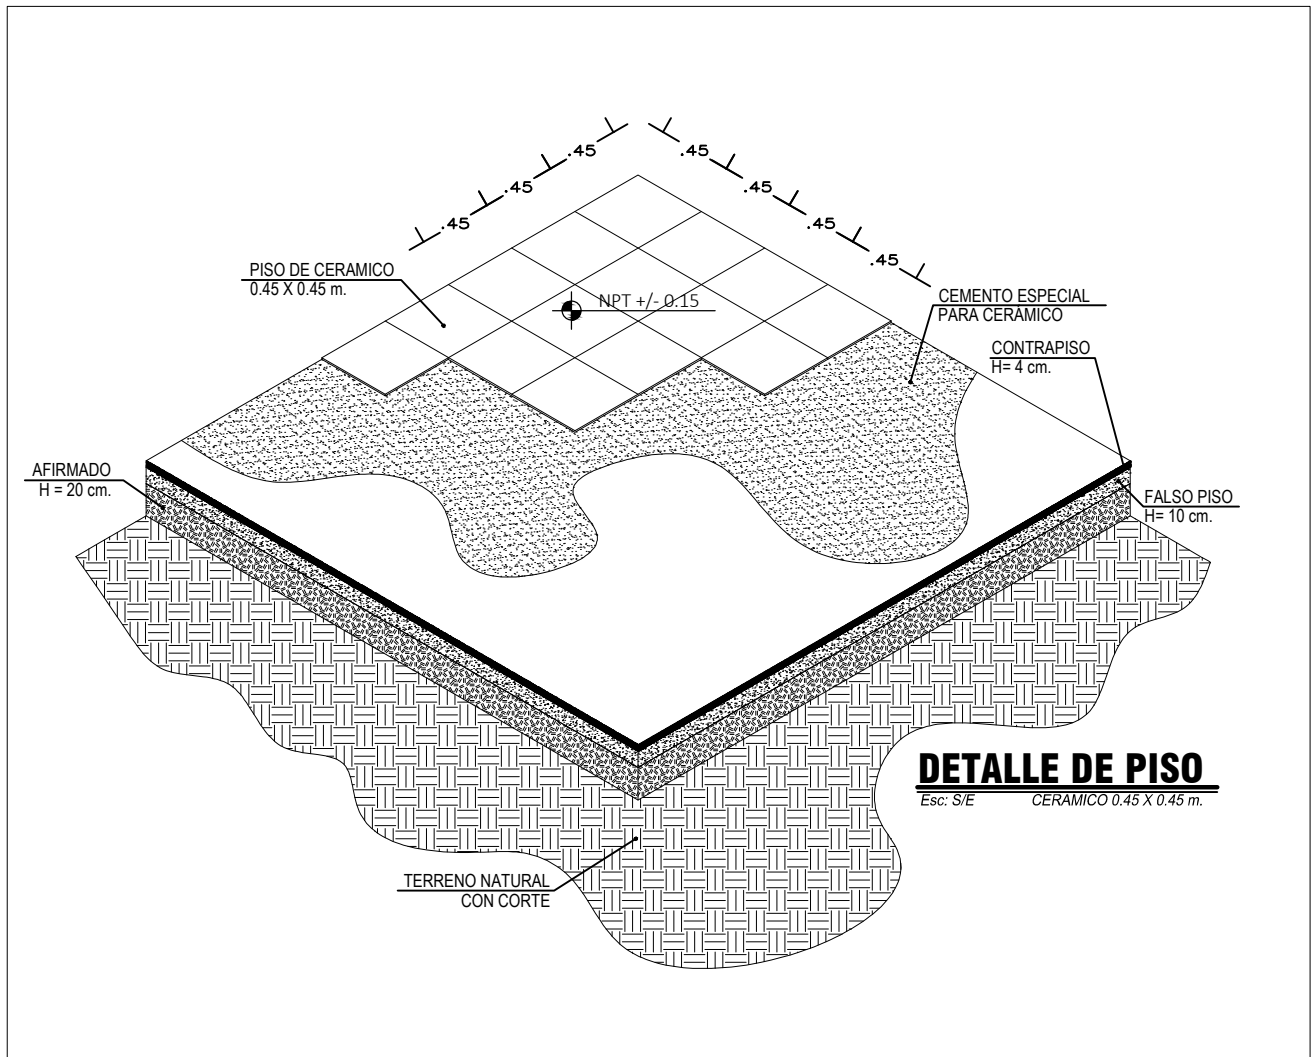 .45
.45
.45
.45
.45
.45
.45
PISO DE CERAMICO
0.45 X 0.45 m.
NPT +/- 0.15
CEMENTO ESPECIAL
PARA CERÁMICO
CONTRAPISO
H= 4 cm.
AFIRMADO
H = 20 cm.
FALSO PISO
H= 10 cm.
DETALLE DE PISO
Esc: S/E CERAMICO 0.45 X 0.45 m.
TERRENO NATURAL
CON CORTE